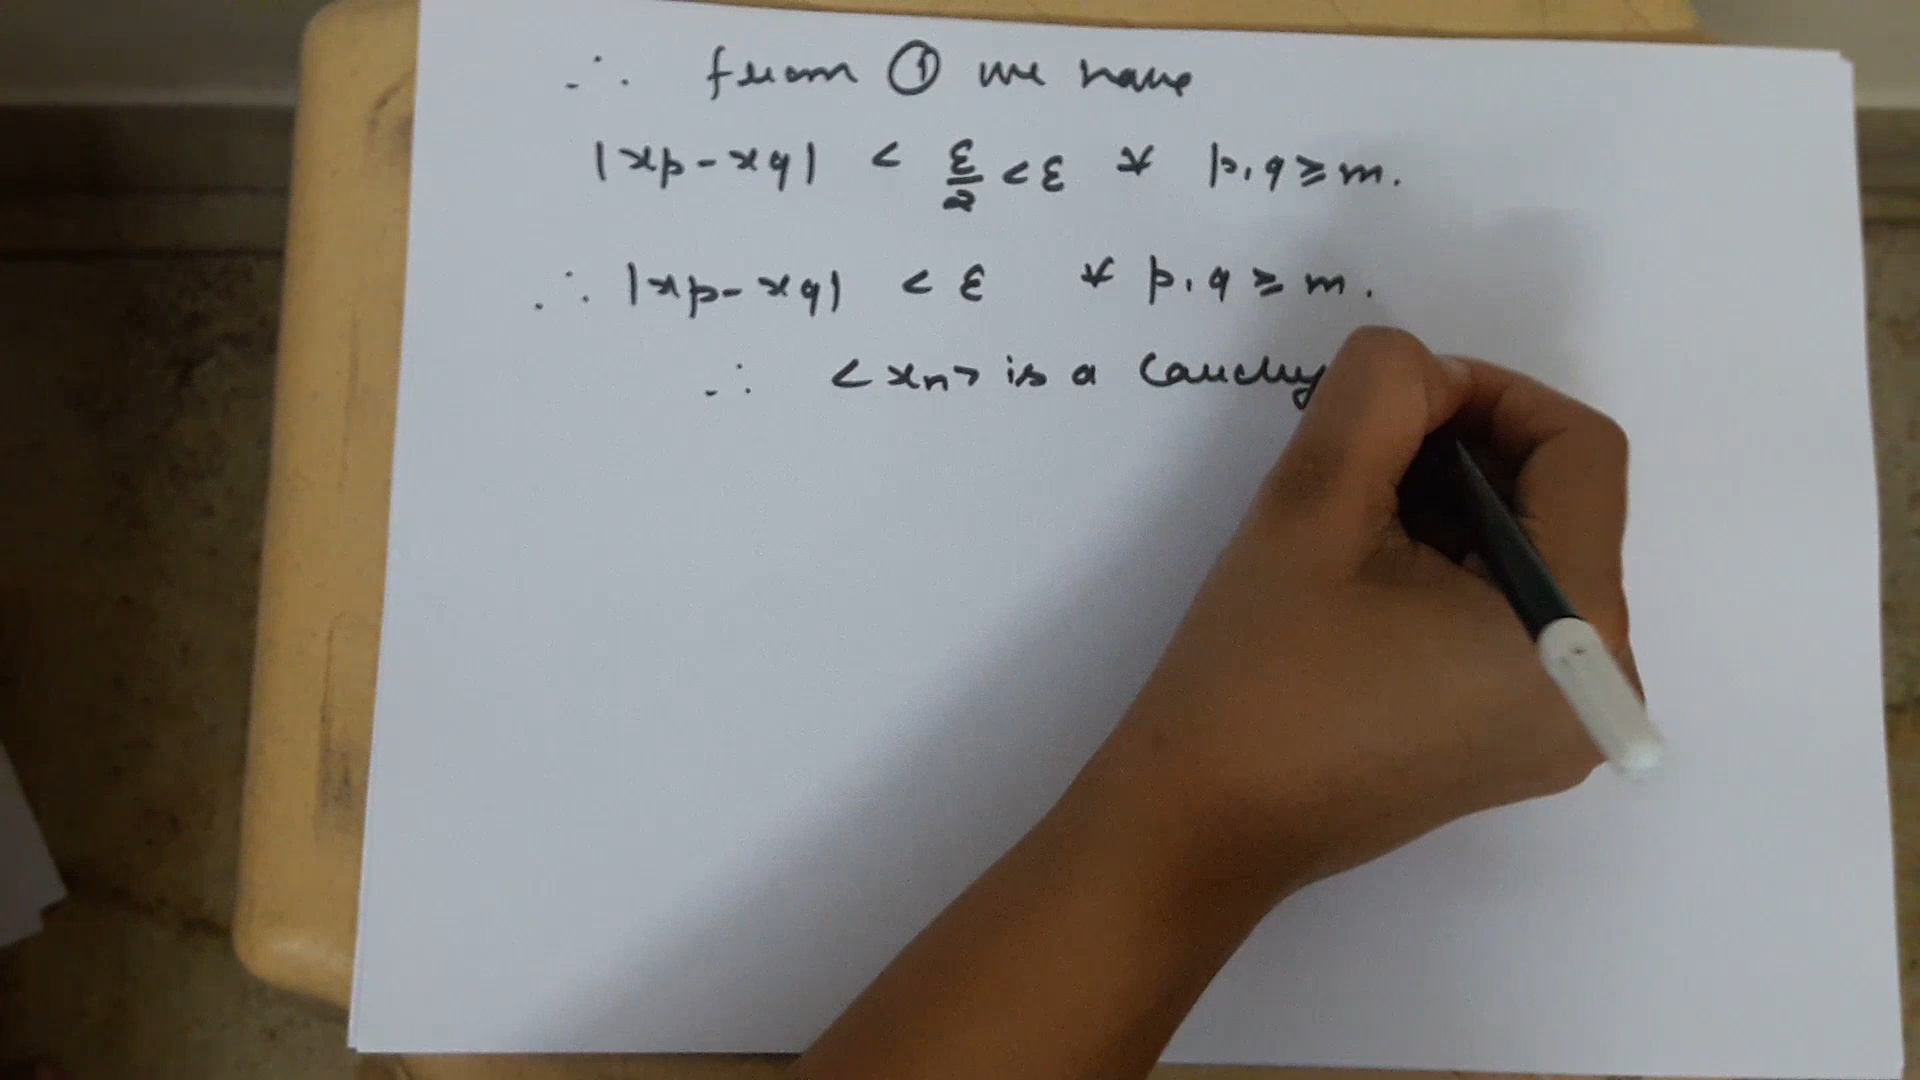 ∴ from ① we have
|xp - xq| < ε/2 < ε ∀ p, q ≥ m.
∴ |xp - xq| < ε ∀ p, q ≥ m.
∴ <xn> is a Cauchy